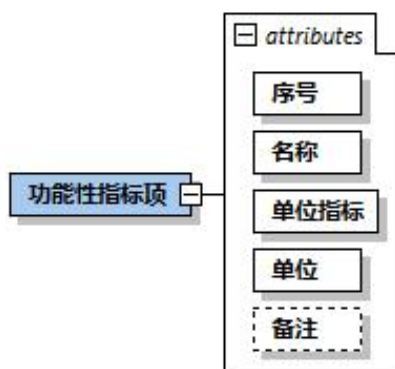 attributes
序号
名称
功能性指标项
单位指标
单位
备注